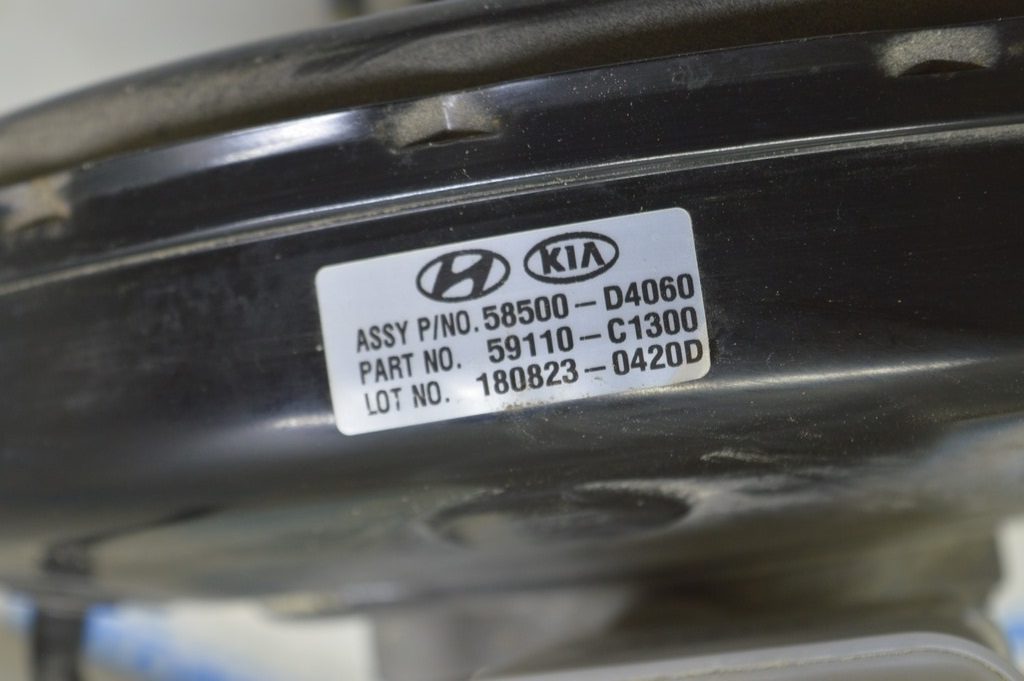 KIA
ASSY P/NO. 58500-D4060
PART NO. 59110-C1300
LOT NO. 180823-0420D